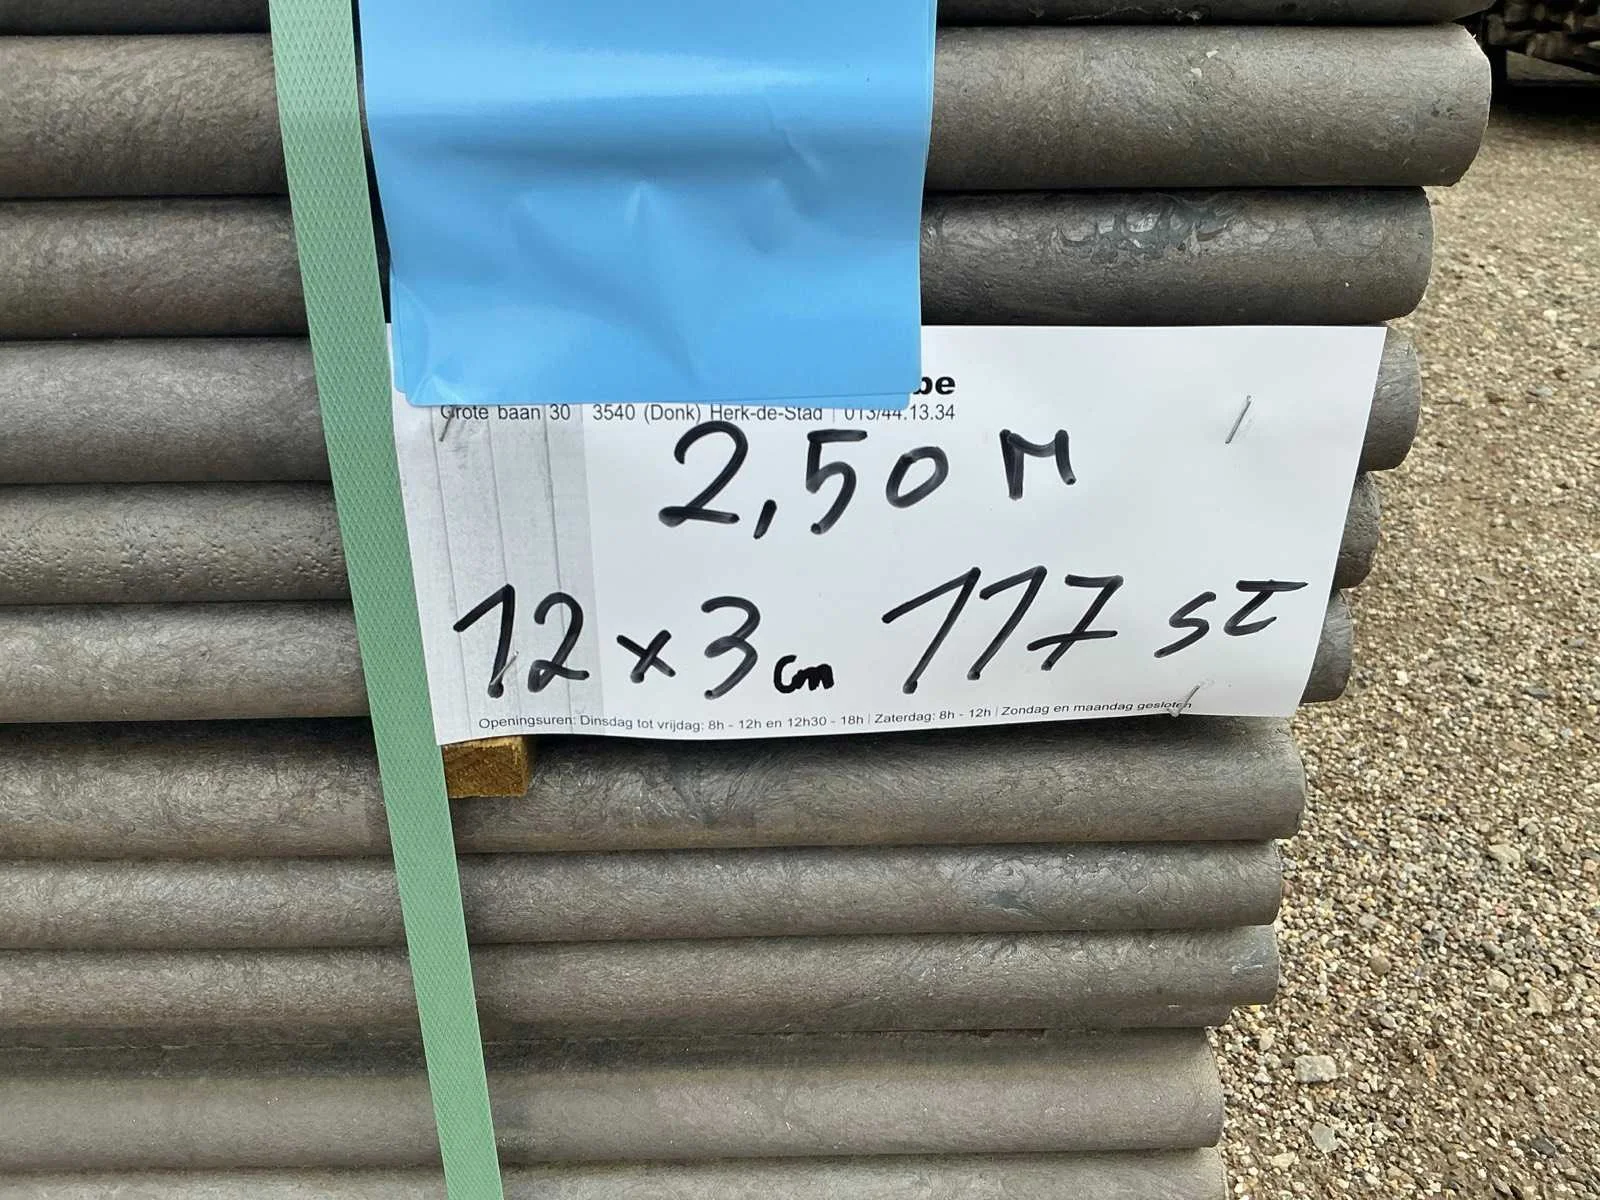 be
Grote baan 30 | 3540 (Donk) Herk-de-Stad | 013/44.13.34
2,50 M
12 x 3 cm 117 ST
Openingsuren: Dinsdag tot vrijdag: 8h - 12h en 12h30 - 18h | Zaterdag: 8h - 12h | Zondag en maandag gesloten